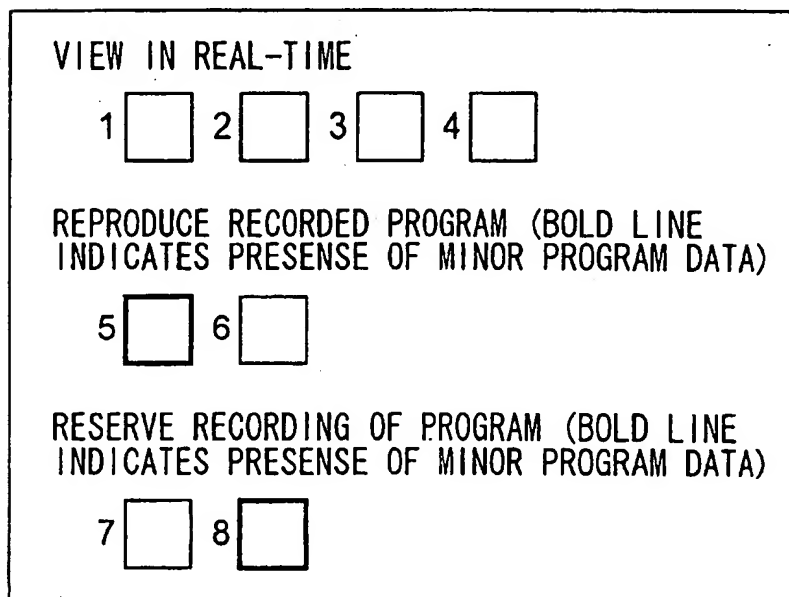 VIEW IN REAL-TIME
1 2 3 4
REPRODUCE RECORDED PROGRAM (BOLD LINE
INDICATES PRESENSE OF MINOR PROGRAM DATA)
5 6
RESERVE RECORDING OF PROGRAM (BOLD LINE
INDICATES PRESENSE OF MINOR PROGRAM DATA)
7 8